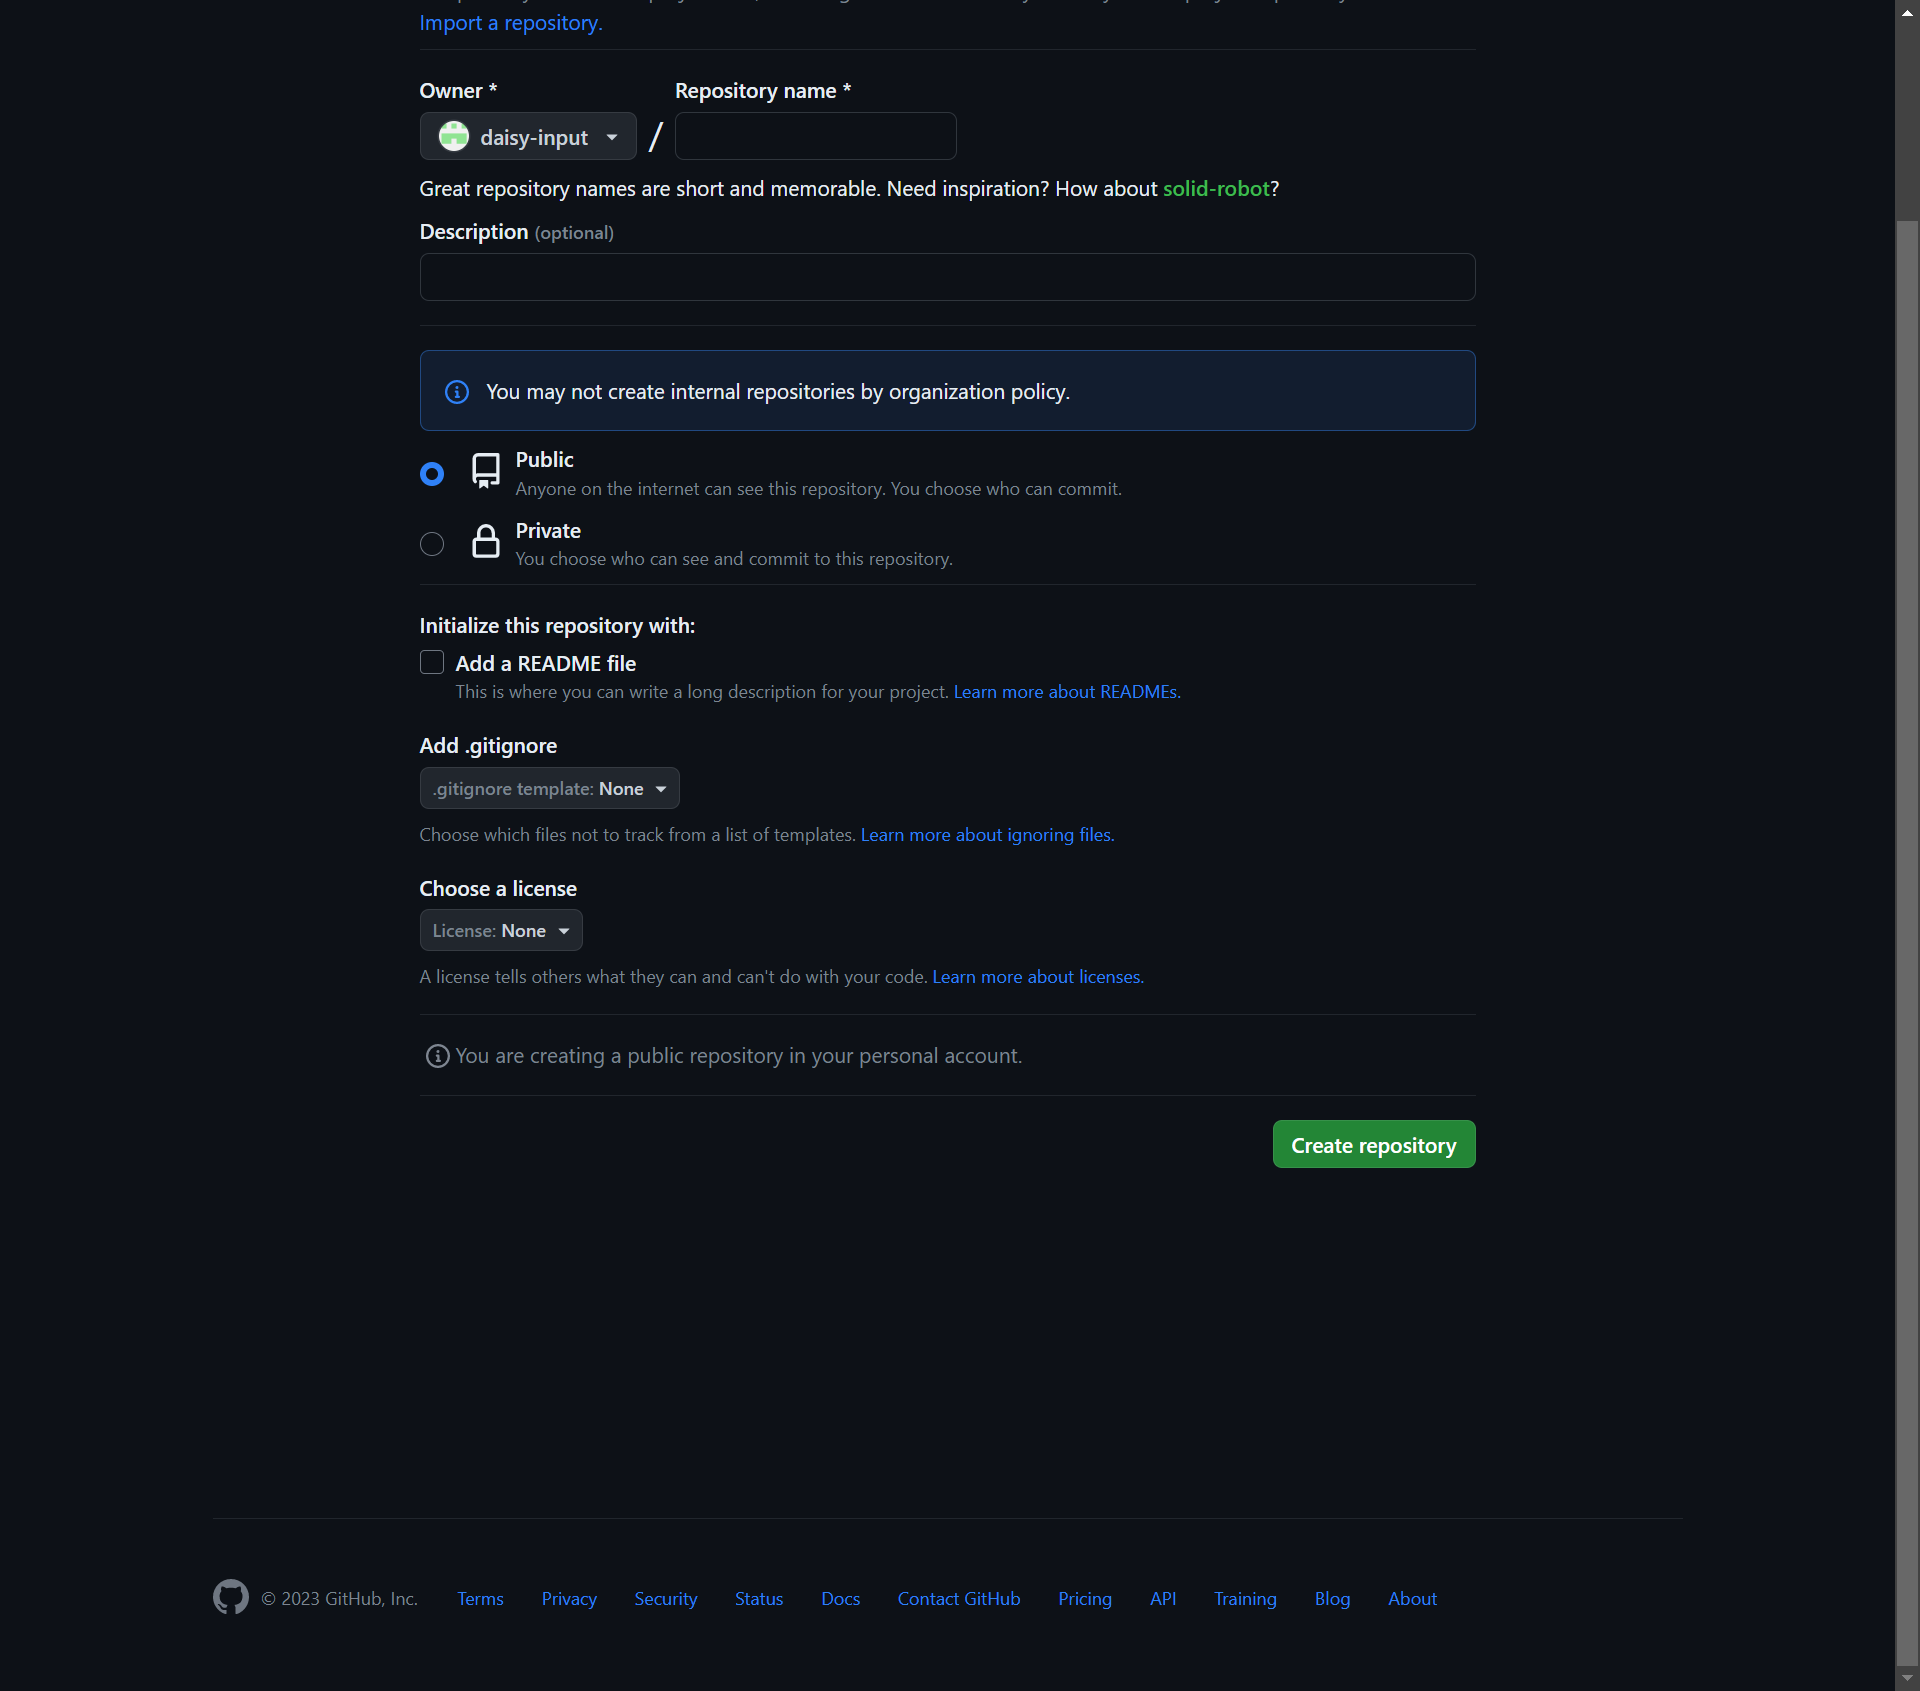 Import a repository.
Owner *
Repository name *
daisy-input
/
Great repository names are short and memorable. Need inspiration? How about solid-robot?
Description (optional)
You may not create internal repositories by organization policy.
Public
Anyone on the internet can see this repository. You choose who can commit.
Private
You choose who can see and commit to this repository.
Initialize this repository with:
Add a README file
This is where you can write a long description for your project. Learn more about READMEs.
Add .gitignore
.gitignore template: None
Choose which files not to track from a list of templates. Learn more about ignoring files.
Choose a license
License: None
A license tells others what they can and can't do with your code. Learn more about licenses.
You are creating a public repository in your personal account.
Create repository
© 2023 GitHub, Inc. Terms Privacy Security Status Docs Contact GitHub Pricing API Training Blog About